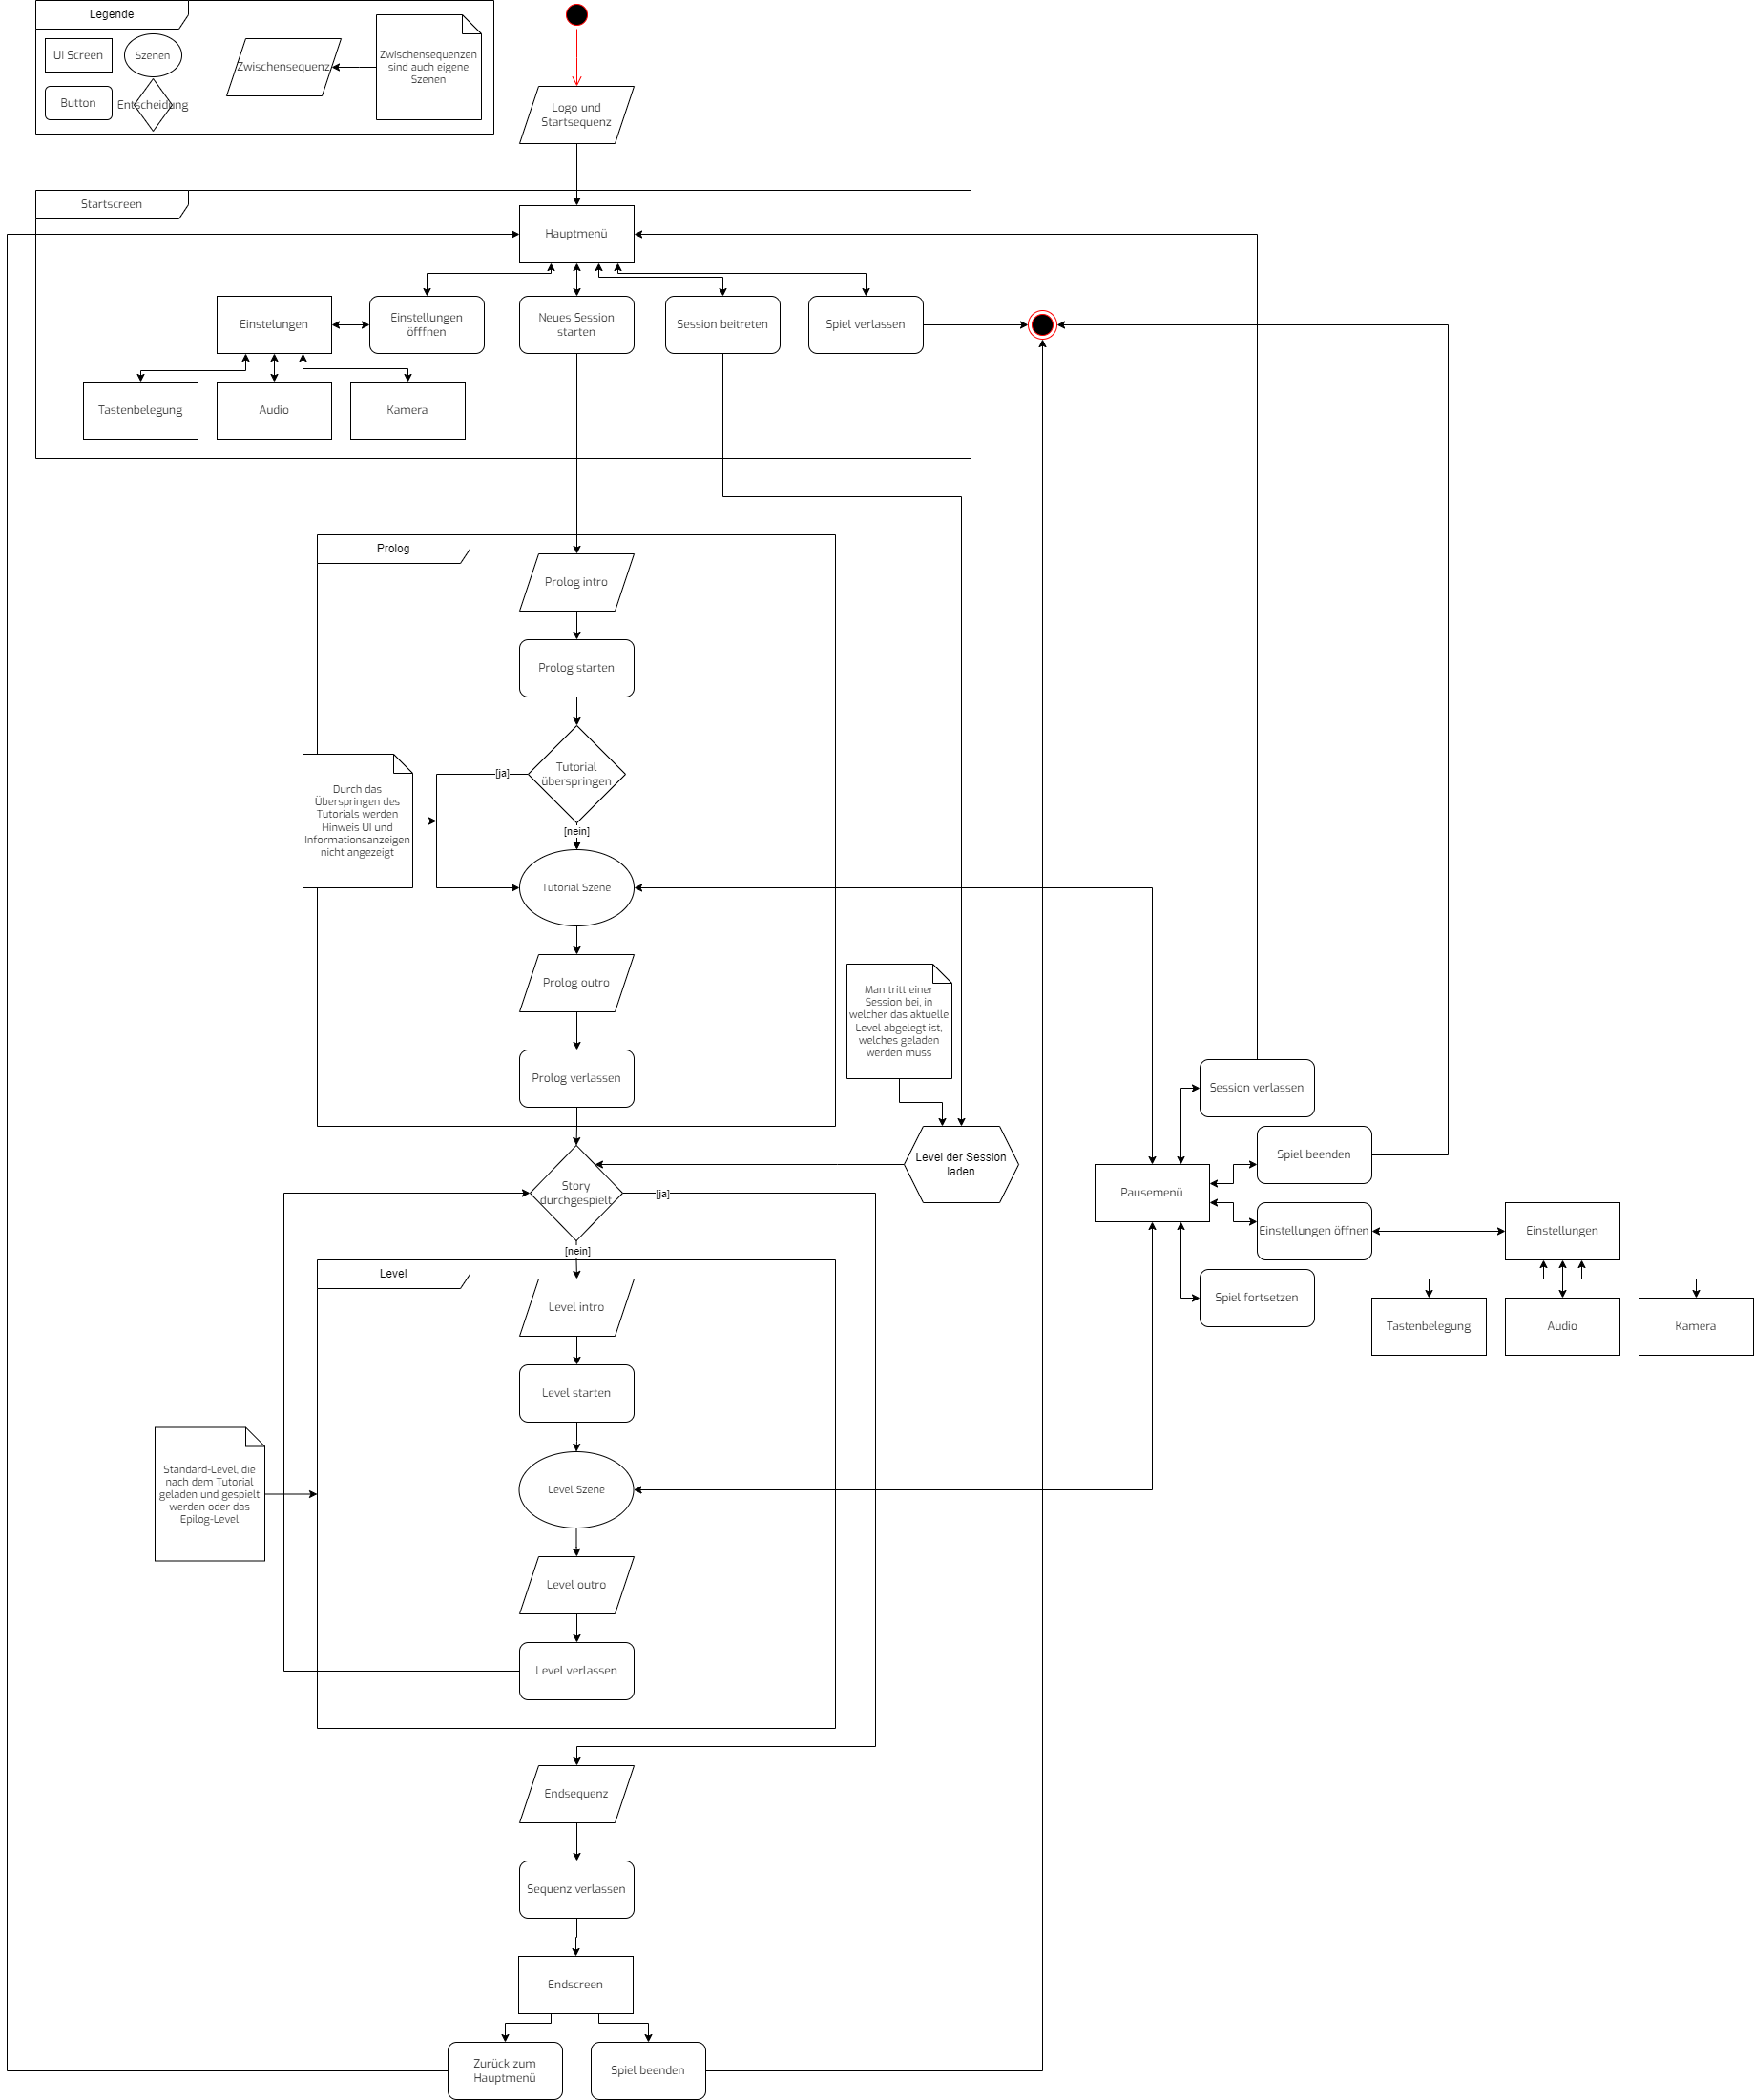 Legende
UI Screen
Szenen
Button
Entscheidung
Zwischensequenz
Zwischensequenzen
sind auch eigene
Szenen
Logo und
Startsequenz
Startscreen
Hauptmenü
Einstelungen
Einstellungen
öfffnen
Neues Session
starten
Session beitreten
Spiel verlassen
Tastenbelegung
Audio
Kamera
Prolog
Prolog intro
Prolog starten
Tutorial
überspringen
[ja]
[nein]
Durch das
Überspringen des
Tutorials werden
Hinweis UI und
Informationsanzeigen
nicht angezeigt
Tutorial Szene
Prolog outro
Prolog verlassen
Man tritt einer
Session bei, in
welcher das aktuelle
Level abgelegt ist,
welches geladen
werden muss
Level der Session
laden
Story
durchgespielt
[ja]
[nein]
Session verlassen
Spiel beenden
Pausemenü
Einstellungen öffnen
Spiel fortsetzen
Einstellungen
Tastenbelegung
Audio
Kamera
Level
Level intro
Level starten
Level Szene
Level outro
Level verlassen
Standard-Level, die
nach dem Tutorial
geladen und gespielt
werden oder das
Epilog-Level
Endsequenz
Sequenz verlassen
Endscreen
Zurück zum
Hauptmenü
Spiel beenden